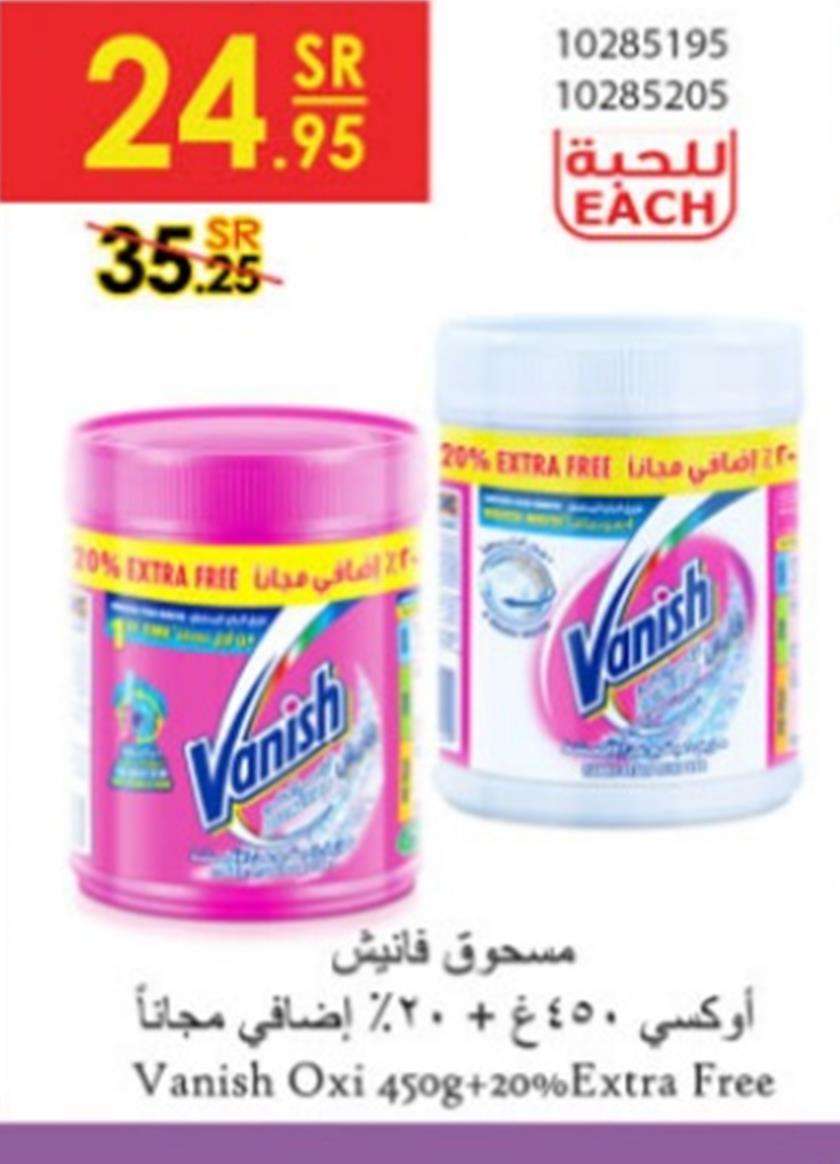 24.95 SR
10285195
10285205
للحبة
EACH
35.25 SR
20% EXTRA FREE ٢٠٪ إضافي مجاناً
Vanish
20% EXTRA FREE ٢٠٪ إضافي مجاناً
Vanish
مسحوق فانيش
أوكسي ٤٥٠غ + ٢٠٪ إضافي مجاناً
Vanish Oxi 450g+20%Extra Free